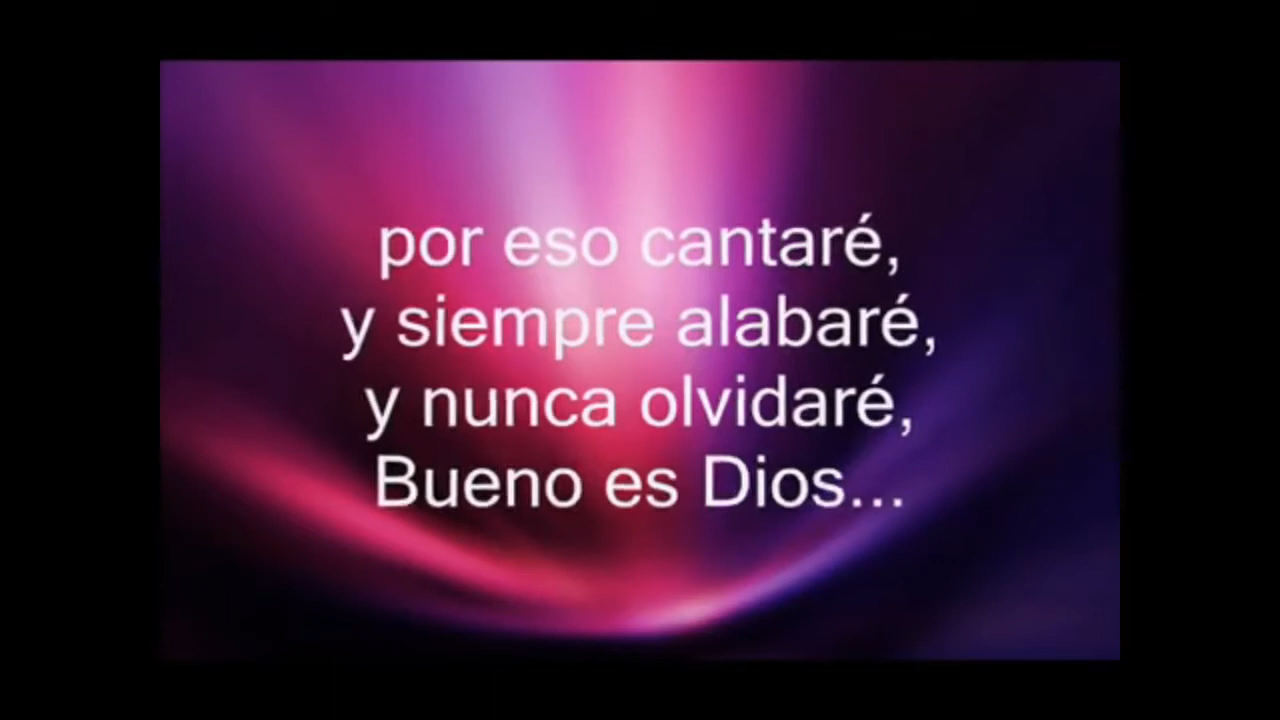 por eso cantaré,
y siempre alabaré,
y nunca olvidaré,
Bueno es Dios...